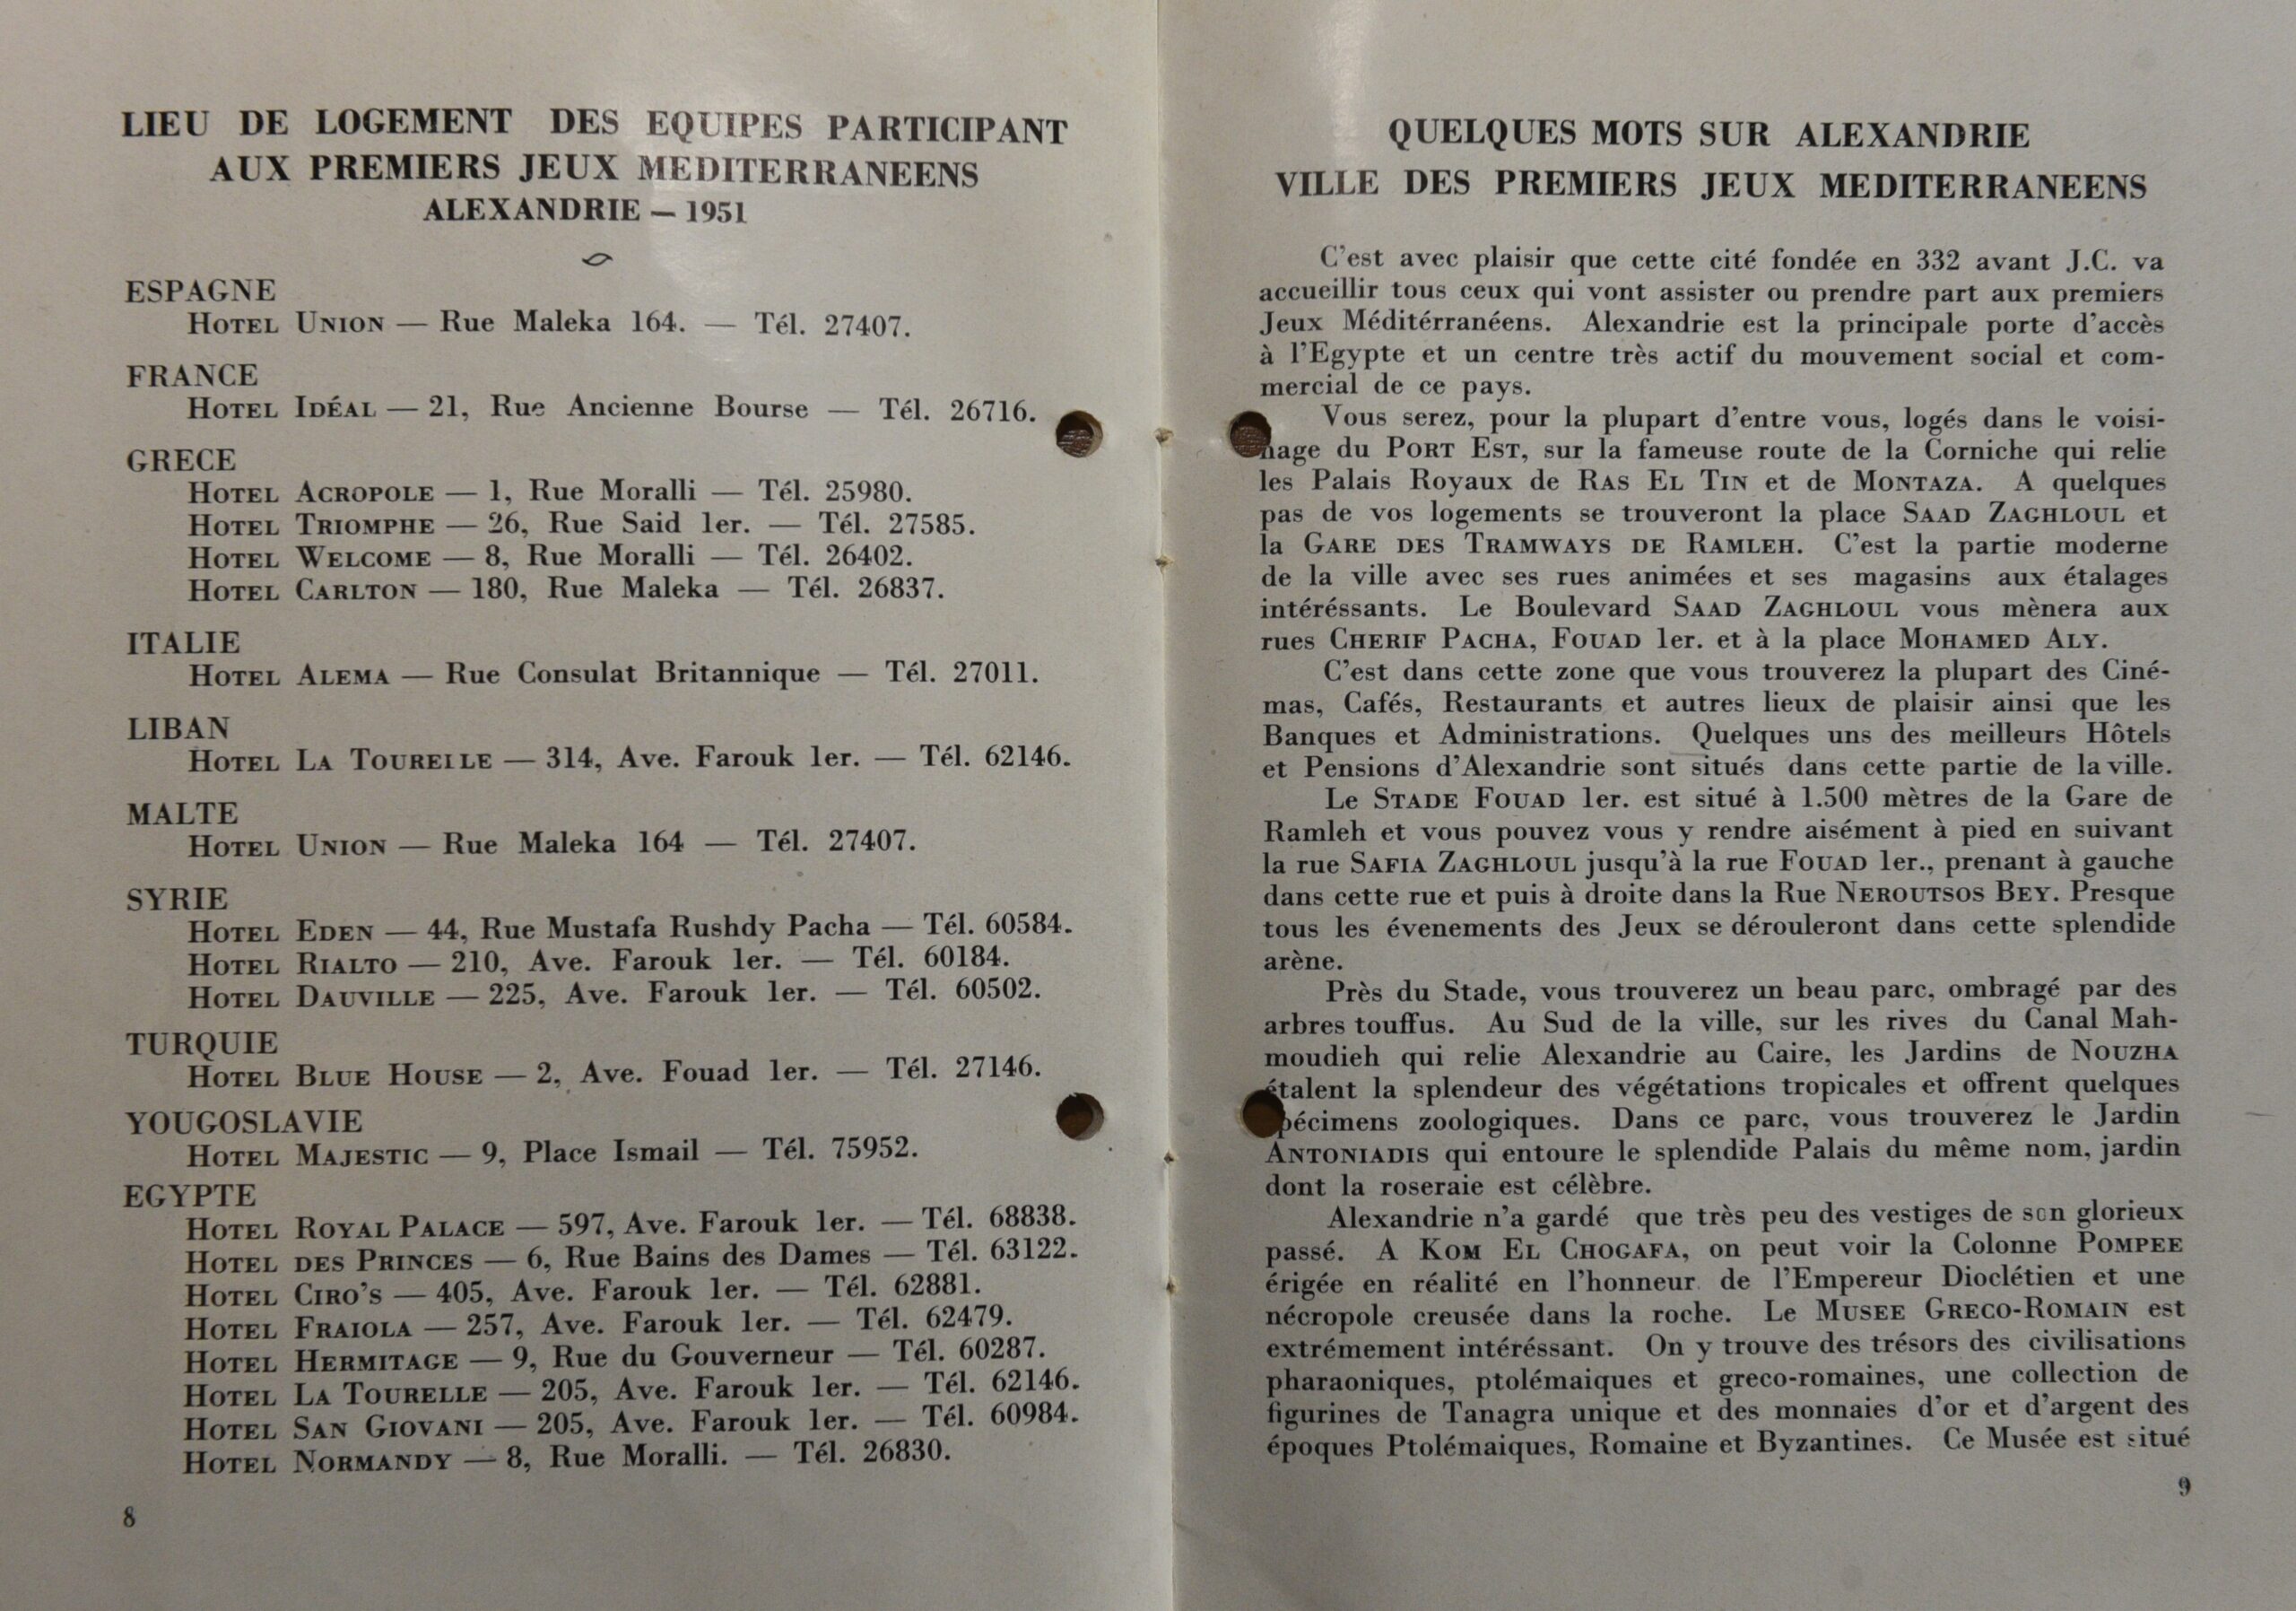 LIEU DE LOGEMENT DES EQUIPES PARTICIPANT
AUX PREMIERS JEUX MEDITERRANEENS
ALEXANDRIE — 1951
ESPAGNE
HOTEL UNION — Rue Maleka 164. — Tél. 27407.
FRANCE
HOTEL IDÉAL — 21, Rue Ancienne Bourse — Tél. 26716.
GRECE
HOTEL ACROPOLE — 1, Rue Moralli — Tél. 25980.
HOTEL TRIOMPHE — 26, Rue Said 1er. — Tél. 27585.
HOTEL WELCOME — 8, Rue Moralli — Tél. 26402.
HOTEL CARLTON — 180, Rue Maleka — Tél. 26837.
ITALIE
HOTEL ALEMA — Rue Consulat Britannique — Tél. 27011.
LIBAN
HOTEL LA TOURELLE — 314, Ave. Farouk 1er. — Tél. 62146.
MALTE
HOTEL UNION — Rue Maleka 164 — Tél. 27407.
SYRIE
HOTEL EDEN — 44, Rue Mustafa Rushdy Pacha — Tél. 60584.
HOTEL RIALTO — 210, Ave. Farouk 1er. — Tél. 60184.
HOTEL DAUVILLE — 225, Ave. Farouk 1er. — Tél. 60502.
TURQUIE
HOTEL BLUE HOUSE — 2, Ave. Fouad 1er. — Tél. 27146.
YOUGOSLAVIE
HOTEL MAJESTIC — 9, Place Ismail — Tél. 75952.
EGYPTE
HOTEL ROYAL PALACE — 597, Ave. Farouk 1er. — Tél. 68838.
HOTEL DES PRINCES — 6, Rue Bains des Dames — Tél. 63122.
HOTEL CIRO'S — 405, Ave. Farouk 1er. — Tél. 62881.
HOTEL FRAIOLA — 257, Ave. Farouk 1er. — Tél. 62479.
HOTEL HERMITAGE — 9, Rue du Gouverneur — Tél. 60287.
HOTEL LA TOURELLE — 205, Ave. Farouk 1er. — Tél. 62146.
HOTEL SAN GIOVANI — 205, Ave. Farouk 1er. — Tél. 60984.
HOTEL NORMANDY — 8, Rue Moralli. — Tél. 26830.
8
QUELQUES MOTS SUR ALEXANDRIE
VILLE DES PREMIERS JEUX MEDITERRANEENS
C'est avec plaisir que cette cité fondée en 332 avant J.C. va
accueillir tous ceux qui vont assister ou prendre part aux premiers
Jeux Méditérranéens. Alexandrie est la principale porte d'accès
à l'Egypte et un centre très actif du mouvement social et com-
mercial de ce pays.
Vous serez, pour la plupart d'entre vous, logés dans le voisi-
nage du PORT EST, sur la fameuse route de la Corniche qui relie
les Palais Royaux de RAS EL TIN et de MONTAZA. A quelques
pas de vos logements se trouveront la place SAAD ZAGHLOUL et
la GARE DES TRAMWAYS DE RAMLEH. C'est la partie moderne
de la ville avec ses rues animées et ses magasins aux étalages
intéréssants. Le Boulevard SAAD ZAGHLOUL vous mènera aux
rues CHERIF PACHA, FOUAD 1er. et à la place MOHAMED ALY.
C'est dans cette zone que vous trouverez la plupart des Ciné-
mas, Cafés, Restaurants et autres lieux de plaisir ainsi que les
Banques et Administrations. Quelques uns des meilleurs Hôtels
et Pensions d'Alexandrie sont situés dans cette partie de la ville.
Le STADE FOUAD 1er. est situé à 1.500 mètres de la Gare de
Ramleh et vous pouvez vous y rendre aisément à pied en suivant
la rue SAFIA ZAGHLOUL jusqu'à la rue FOUAD 1er., prenant à gauche
dans cette rue et puis à droite dans la Rue NEROUTSOS BEY. Presque
tous les évenements des Jeux se dérouleront dans cette splendide
arène.
Près du Stade, vous trouverez un beau parc, ombragé par des
arbres touffus. Au Sud de la ville, sur les rives du Canal Mah-
moudieh qui relie Alexandrie au Caire, les Jardins de NOUZHA
étalent la splendeur des végétations tropicales et offrent quelques
spécimens zoologiques. Dans ce parc, vous trouverez le Jardin
ANTONIADIS qui entoure le splendide Palais du même nom, jardin
dont la roseraie est célèbre.
Alexandrie n'a gardé que très peu des vestiges de son glorieux
passé. A KOM EL CHOGAFA, on peut voir la Colonne POMPEE
érigée en réalité en l'honneur de l'Empereur Dioclétien et une
nécropole creusée dans la roche. Le MUSEE GRECO-ROMAIN est
extrémement intéréssant. On y trouve des trésors des civilisations
pharaoniques, ptolémaiques et greco-romaines, une collection de
figurines de Tanagra unique et des monnaies d'or et d'argent des
époques Ptolémaiques, Romaine et Byzantines. Ce Musée est situé
9